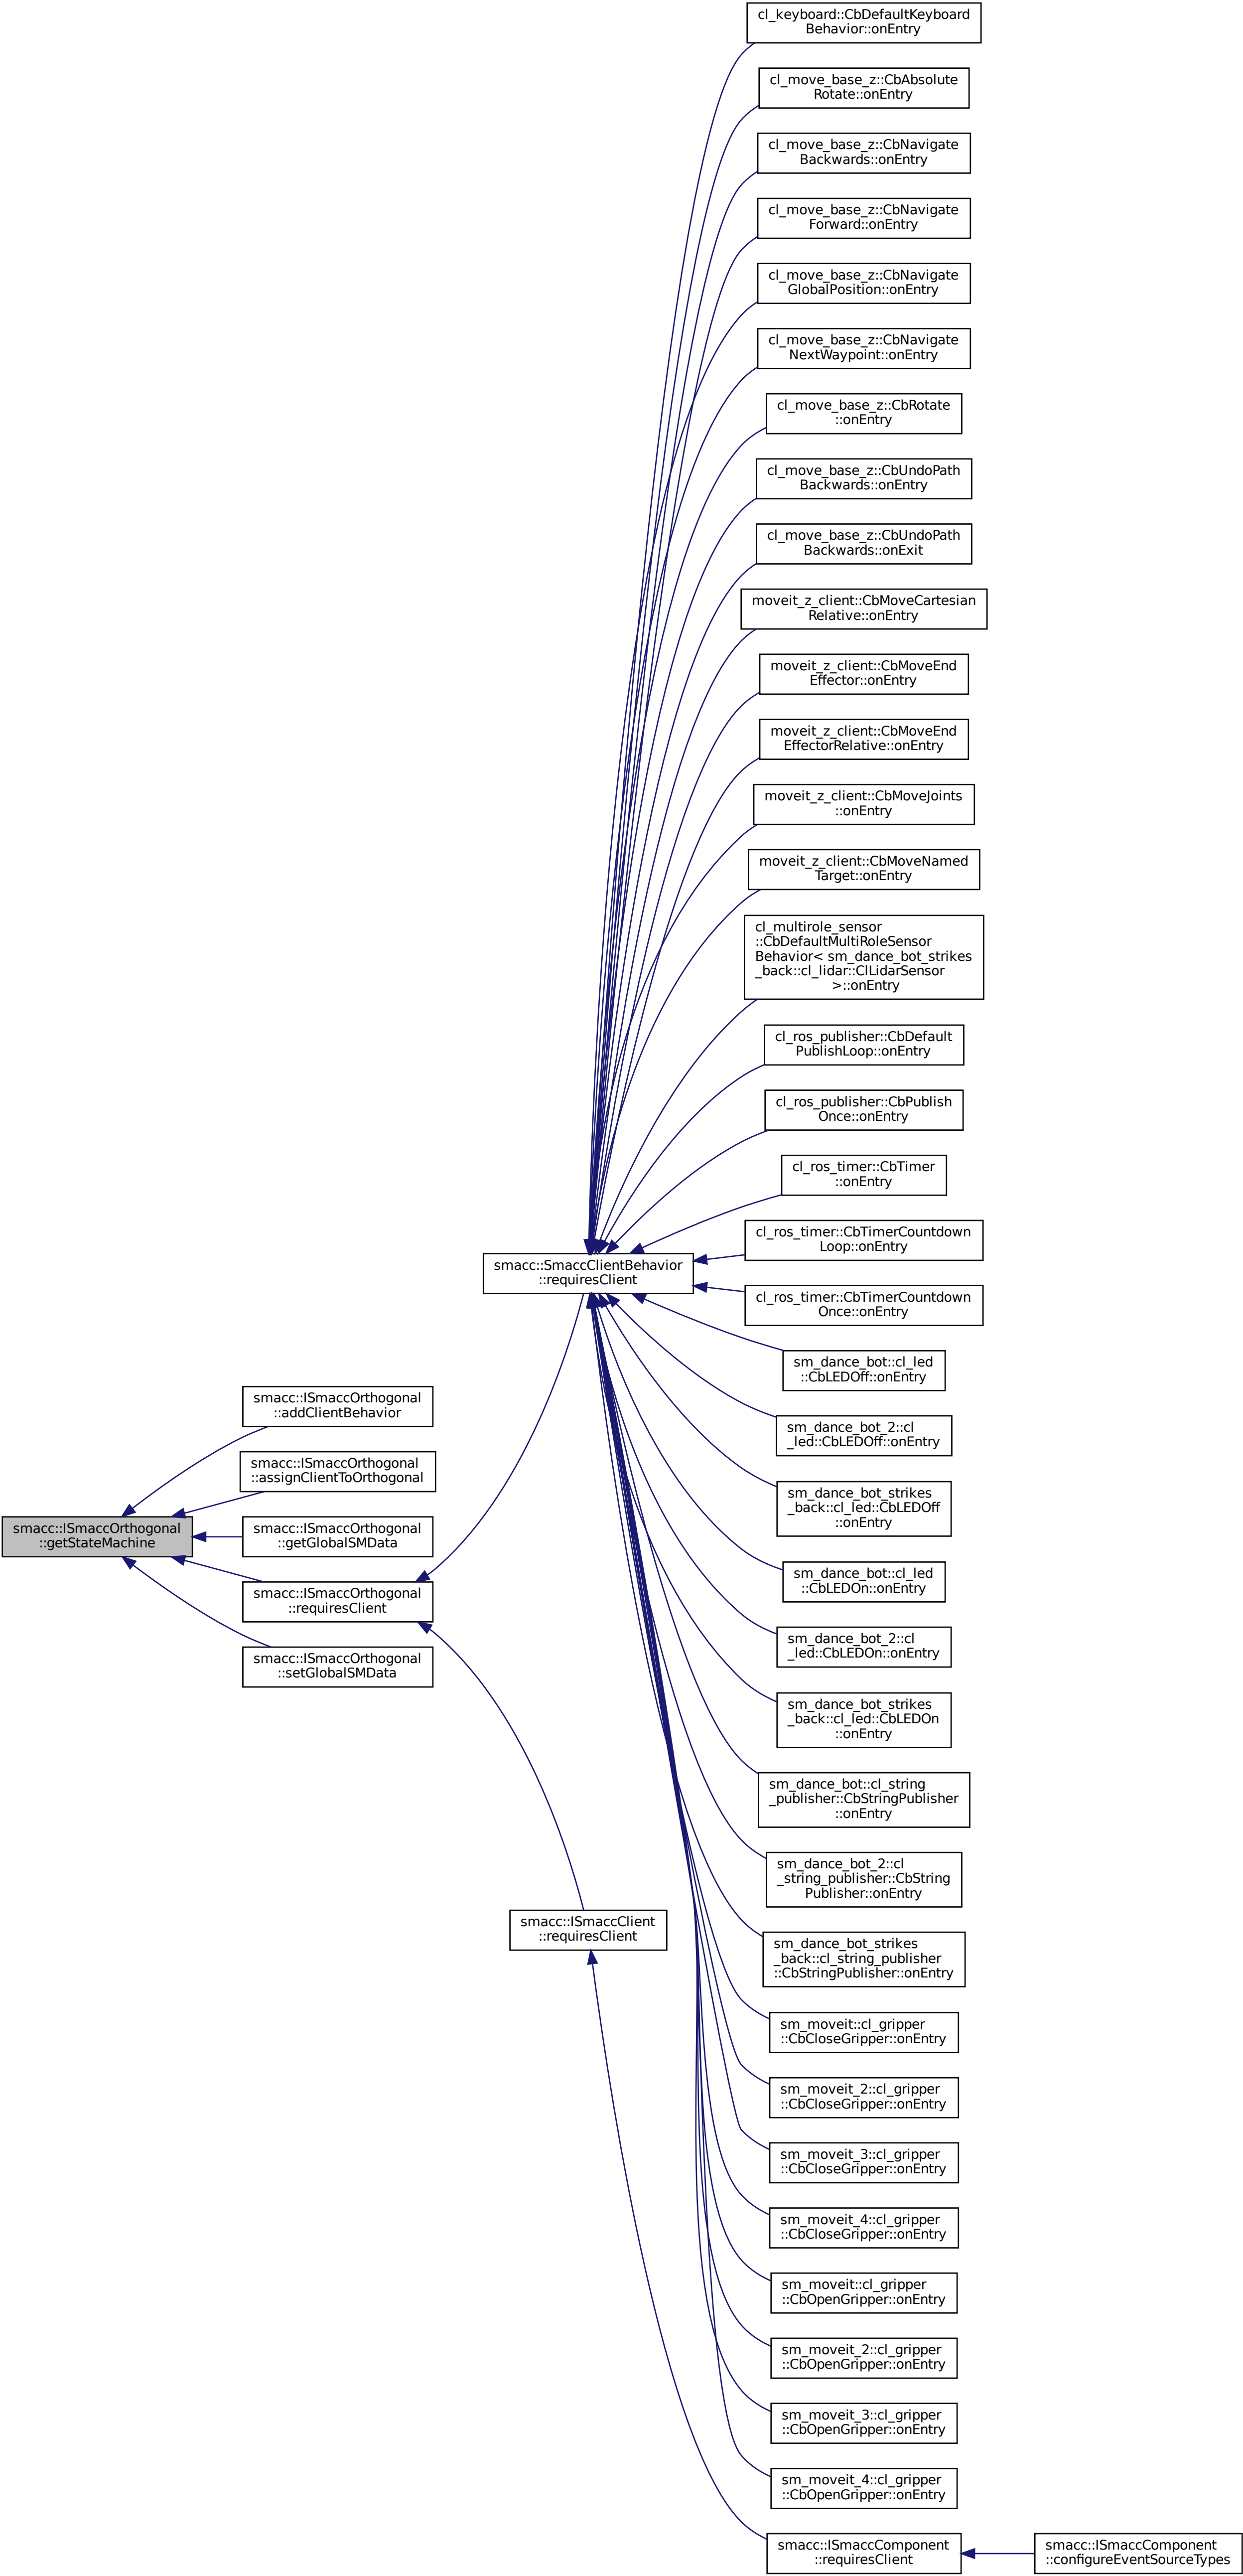 cl_keyboard::CbDefaultKeyboard
Behavior::onEntry
cl_move_base_z::CbAbsolute
Rotate::onEntry
cl_move_base_z::CbNavigate
Backwards::onEntry
cl_move_base_z::CbNavigate
Forward::onEntry
cl_move_base_z::CbNavigate
GlobalPosition::onEntry
cl_move_base_z::CbNavigate
NextWaypoint::onEntry
cl_move_base_z::CbRotate
::onEntry
cl_move_base_z::CbUndoPath
Backwards::onEntry
cl_move_base_z::CbUndoPath
Backwards::onExit
moveit_z_client::CbMoveCartesian
Relative::onEntry
moveit_z_client::CbMoveEnd
Effector::onEntry
moveit_z_client::CbMoveEnd
EffectorRelative::onEntry
moveit_z_client::CbMoveJoints
::onEntry
moveit_z_client::CbMoveNamed
Target::onEntry
cl_multirole_sensor
::CbDefaultMultiRoleSensor
Behavior< sm_dance_bot_strikes
_back::cl_lidar::ClLidarSensor
>::onEntry
cl_ros_publisher::CbDefault
PublishLoop::onEntry
cl_ros_publisher::CbPublish
Once::onEntry
cl_ros_timer::CbTimer
::onEntry
cl_ros_timer::CbTimerCountdown
Loop::onEntry
smacc::SmaccClientBehavior
::requiresClient
cl_ros_timer::CbTimerCountdown
Once::onEntry
sm_dance_bot::cl_led
::CbLEDOff::onEntry
smacc::ISmaccOrthogonal
::addClientBehavior
sm_dance_bot_2::cl
_led::CbLEDOff::onEntry
smacc::ISmaccOrthogonal
::assignClientToOrthogonal
sm_dance_bot_strikes
_back::cl_led::CbLEDOff
::onEntry
smacc::ISmaccOrthogonal
::getStateMachine
smacc::ISmaccOrthogonal
::getGlobalSMData
sm_dance_bot::cl_led
::CbLEDOn::onEntry
smacc::ISmaccOrthogonal
::requiresClient
sm_dance_bot_2::cl
_led::CbLEDOn::onEntry
smacc::ISmaccOrthogonal
::setGlobalSMData
sm_dance_bot_strikes
_back::cl_led::CbLEDOn
::onEntry
sm_dance_bot::cl_string
_publisher::CbStringPublisher
::onEntry
sm_dance_bot_2::cl
_string_publisher::CbString
Publisher::onEntry
smacc::ISmaccClient
::requiresClient
sm_dance_bot_strikes
_back::cl_string_publisher
::CbStringPublisher::onEntry
sm_moveit::cl_gripper
::CbCloseGripper::onEntry
sm_moveit_2::cl_gripper
::CbCloseGripper::onEntry
sm_moveit_3::cl_gripper
::CbCloseGripper::onEntry
sm_moveit_4::cl_gripper
::CbCloseGripper::onEntry
sm_moveit::cl_gripper
::CbOpenGripper::onEntry
sm_moveit_2::cl_gripper
::CbOpenGripper::onEntry
sm_moveit_3::cl_gripper
::CbOpenGripper::onEntry
sm_moveit_4::cl_gripper
::CbOpenGripper::onEntry
smacc::ISmaccComponent
::requiresClient
smacc::ISmaccComponent
::configureEventSourceTypes